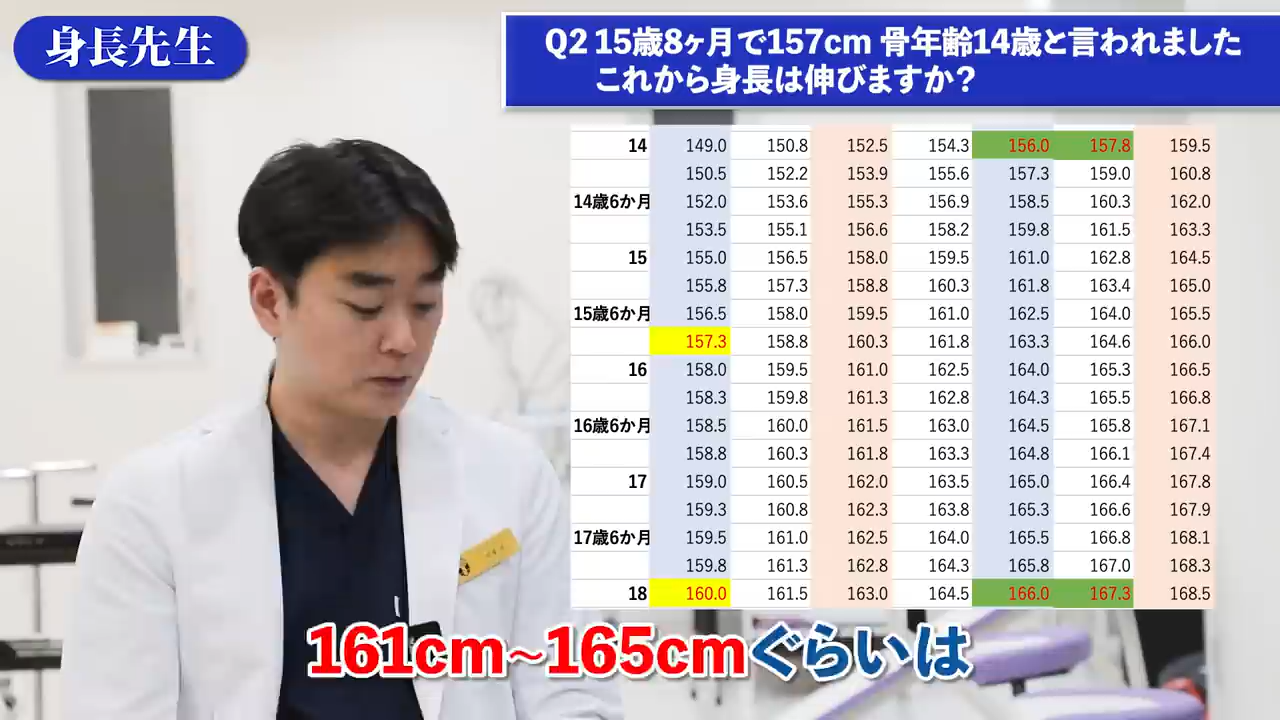 身長先生
Q2 15歳8ヶ月で157cm 骨年齢14歳と言われました
これから身長は伸びますか?
14 149.0 150.8 152.5 154.3 156.0 157.8 159.5
150.5 152.2 153.9 155.6 157.3 159.0 160.8
14歳6か月 152.0 153.6 155.3 156.9 158.5 160.3 162.0
153.5 155.1 156.6 158.2 159.8 161.5 163.3
15 155.0 156.5 158.0 159.5 161.0 162.8 164.5
155.8 157.3 158.8 160.3 161.8 163.4 165.0
15歳6か月 156.5 158.0 159.5 161.0 162.5 164.0 165.5
157.3 158.8 160.3 161.8 163.3 164.6 166.0
16 158.0 159.5 161.0 162.5 164.0 165.3 166.5
158.3 159.8 161.3 162.8 164.3 165.5 166.8
16歳6か月 158.5 160.0 161.5 163.0 164.5 165.8 167.1
158.8 160.3 161.8 163.3 164.8 166.1 167.4
17 159.0 160.5 162.0 163.5 165.0 166.4 167.8
159.3 160.8 162.3 163.8 165.3 166.6 167.9
17歳6か月 159.5 161.0 162.5 164.0 165.5 166.8 168.1
159.8 161.3 162.8 164.3 165.8 167.0 168.3
18 160.0 161.5 163.0 164.5 166.0 167.3 168.5
161cm~165cmぐらいは